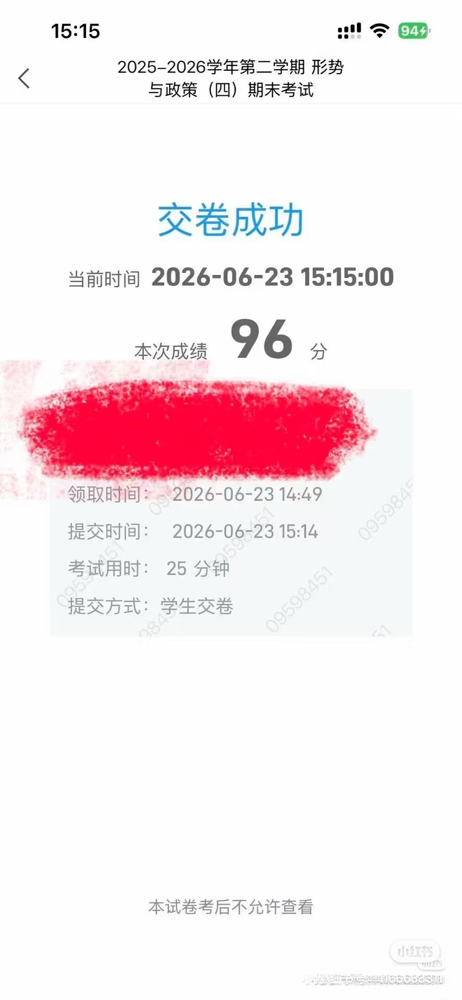 15:15
94
2025-2026学年第二学期 形势
与政策（四）期末考试
交卷成功
当前时间 2026-06-23 15:15:00
本次成绩 96 分
领取时间： 2026-06-23 14:49
提交时间： 2026-06-23 15:14
考试用时： 25 分钟
提交方式：学生交卷
09598451
09598451
09598451
09598451
本试卷考后不允许查看
小红书
小红书